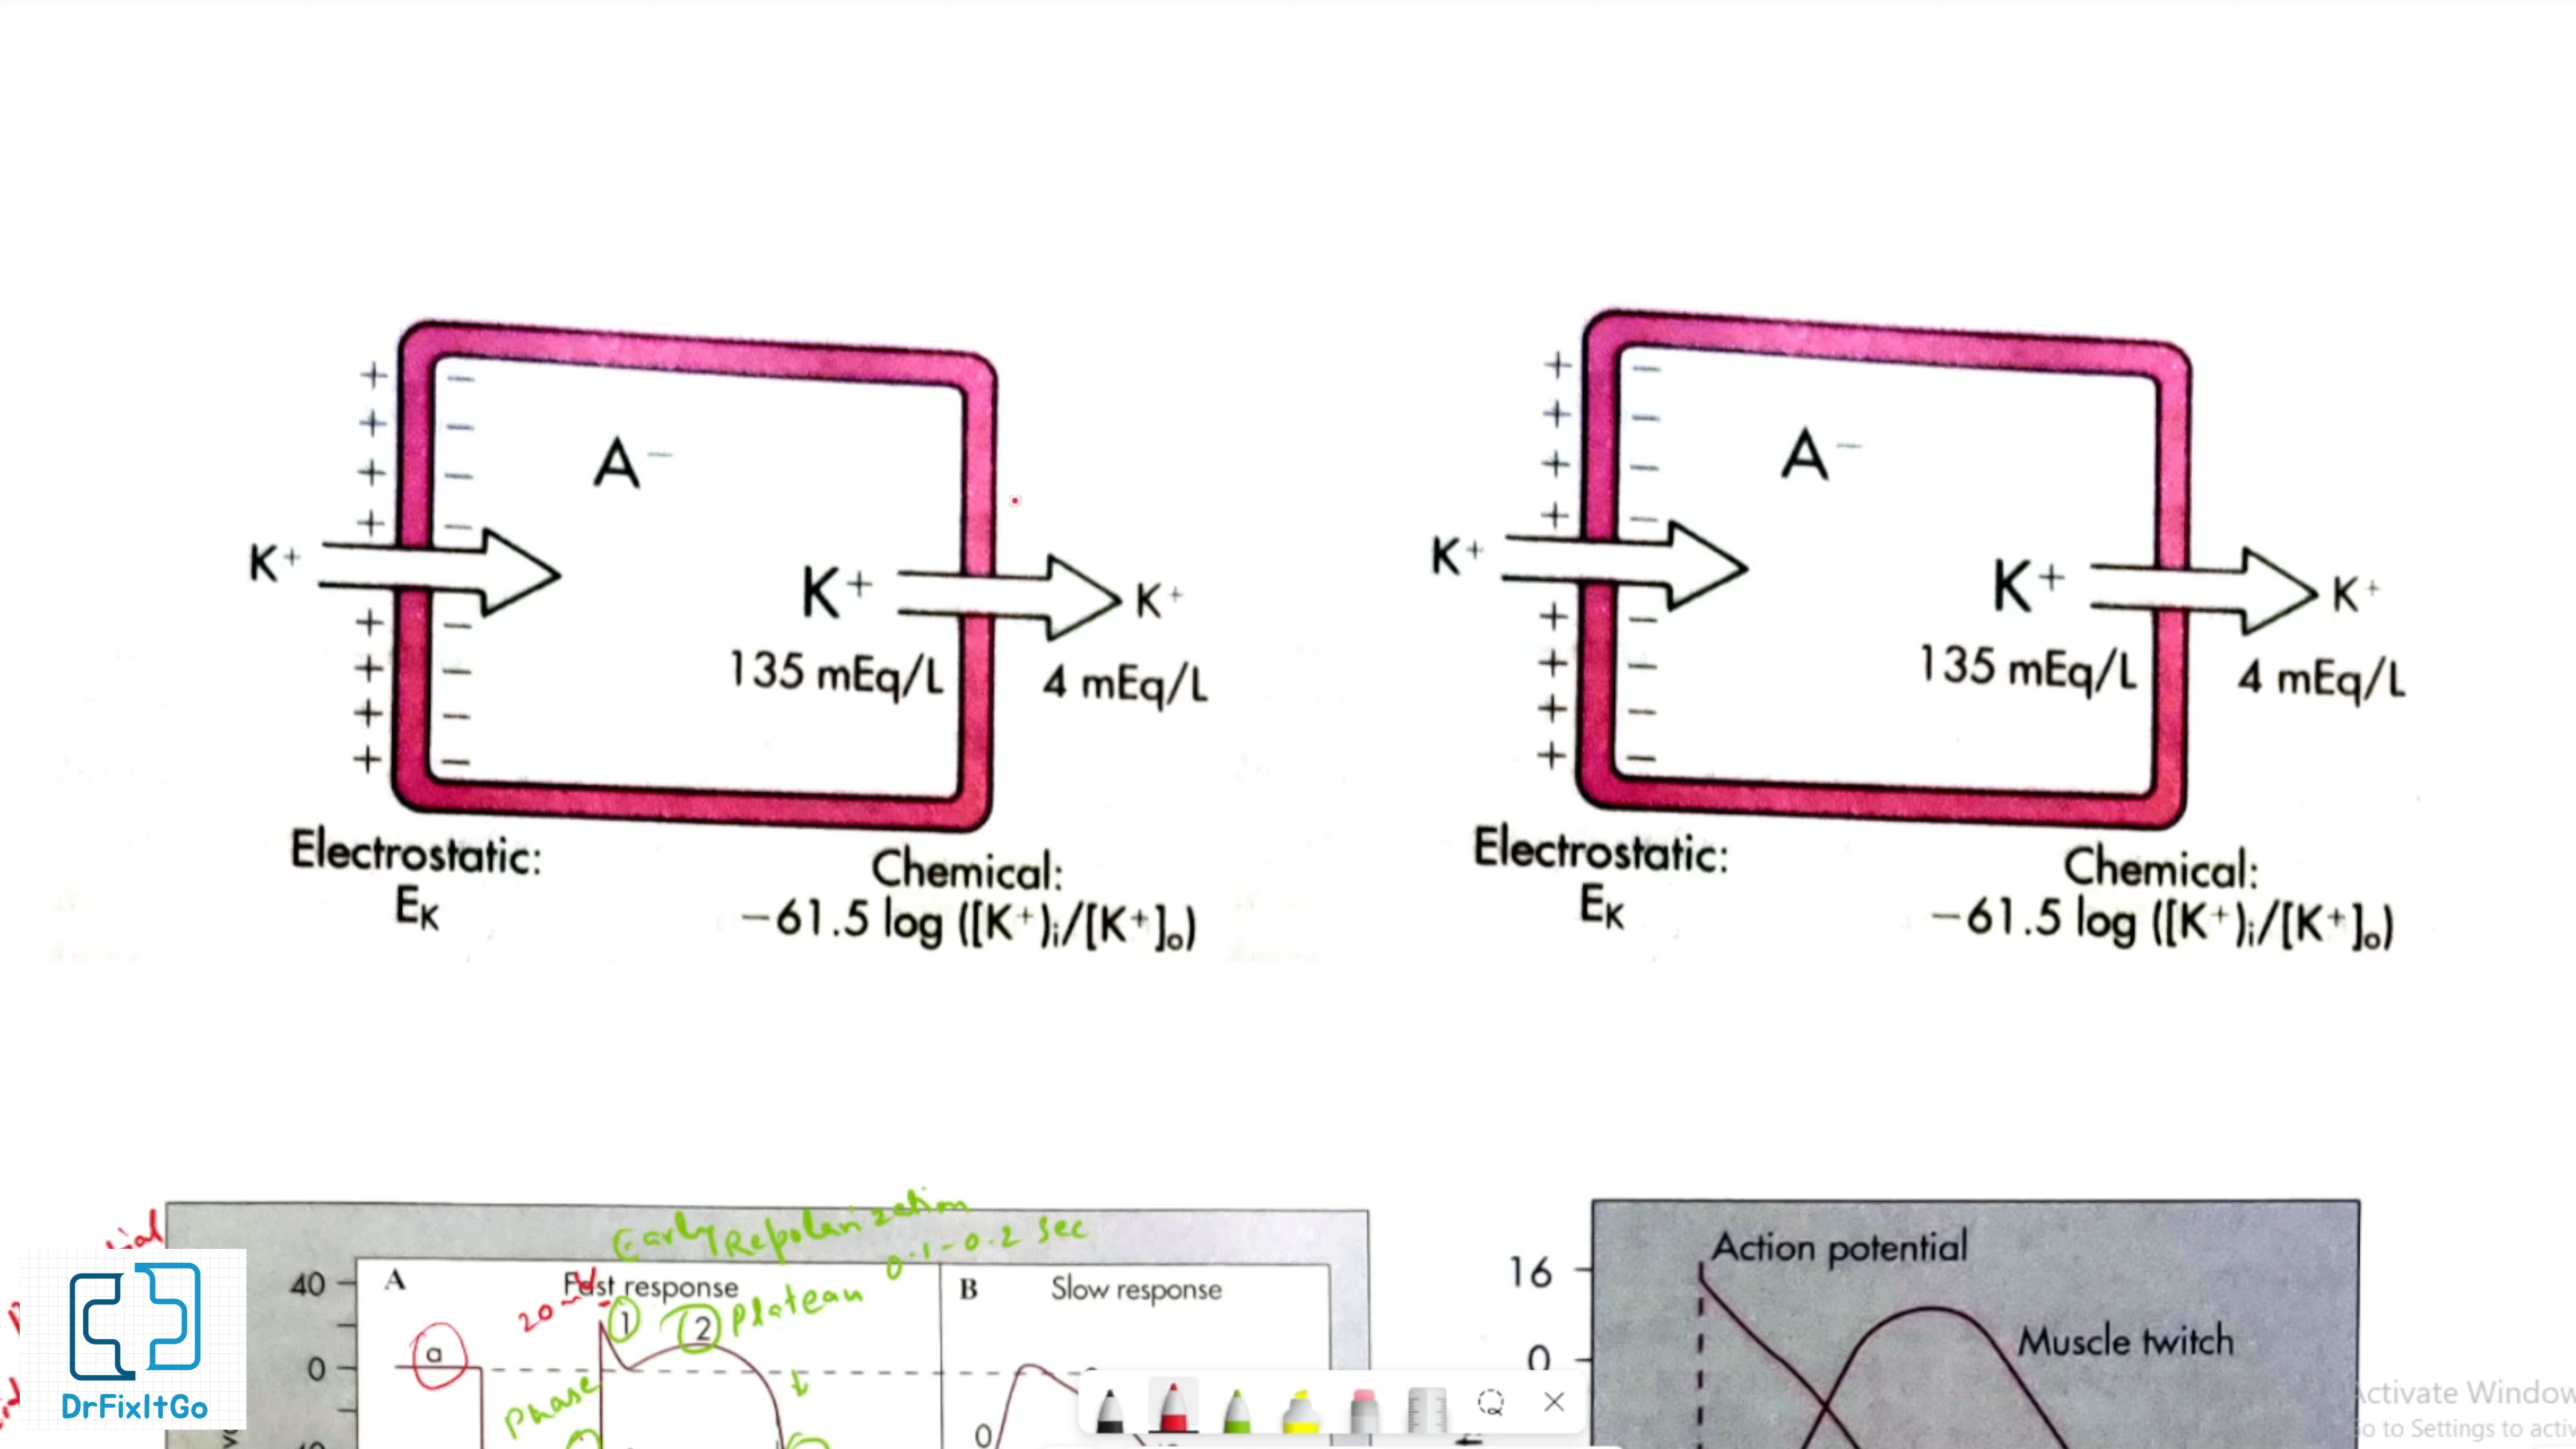 A⁻
K⁺
K⁺
K⁺
135 mEq/L
4 mEq/L
Electrostatic:
Eₖ
Chemical:
−61.5 log ([K⁺)ᵢ/[K⁺]ₒ)
A⁻
K⁺
K⁺
K⁺
135 mEq/L
4 mEq/L
Electrostatic:
Eₖ
Chemical:
−61.5 log ([K⁺)ᵢ/[K⁺]ₒ)
Early Repolarization
0.1-0.2 sec
A
Fast response
40
20
1
2
plateau
a
0
phase
B
Slow response
0
16
Action potential
0
Muscle twitch
DrFixItGo
Activate Window
Go to Settings to activ